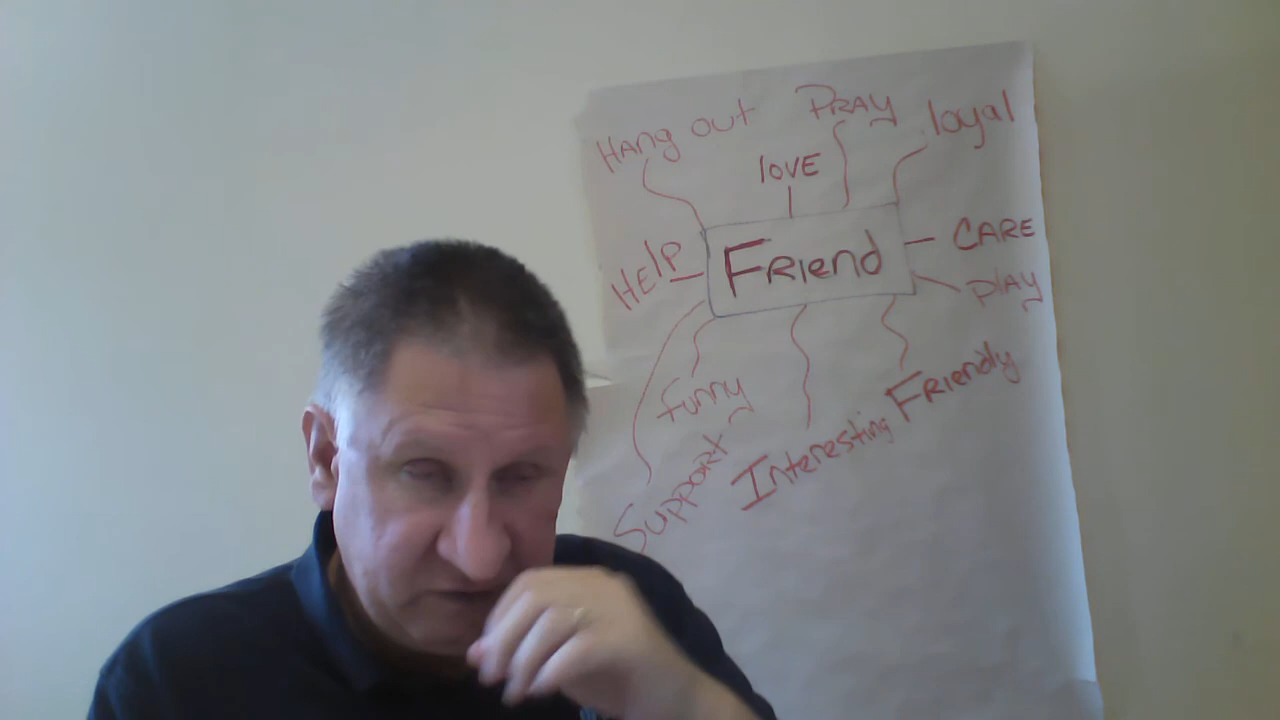 HANg out
PRAy
loyal
lovE
CARE
HElP
FRIend
plAy
funny
FRIendly
Interesting
SuppoRt